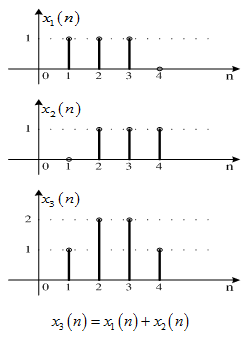 x₁(n)
1
0 1 2 3 4 n
x₂(n)
1
0 1 2 3 4 n
x₃(n)
2
1
0 1 2 3 4 n
x₃(n) = x₁(n) + x₂(n)